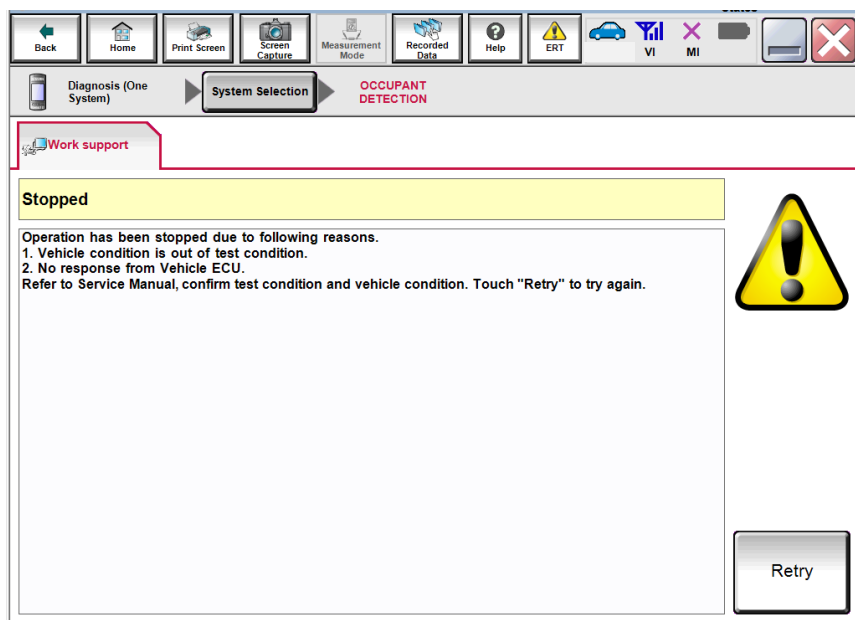 Back
Home
Print Screen
Screen
Capture
Measurement
Mode
Recorded
Data
Help
ERT
VI
MI
Diagnosis (One
System)
System Selection
OCCUPANT
DETECTION
Work support
Stopped
Operation has been stopped due to following reasons.
1. Vehicle condition is out of test condition.
2. No response from Vehicle ECU.
Refer to Service Manual, confirm test condition and vehicle condition. Touch "Retry" to try again.
Retry